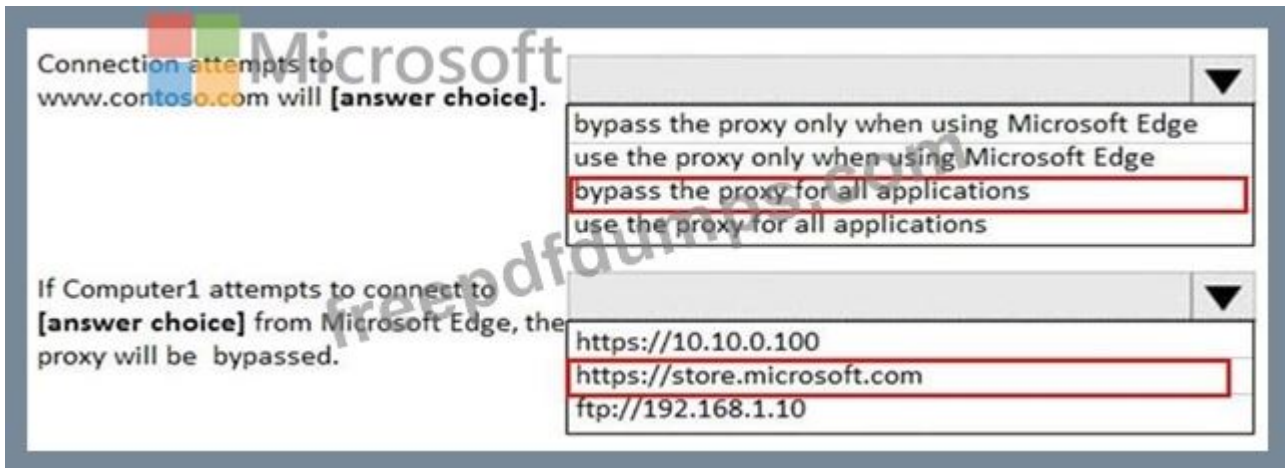 Microsoft
Connection attempts to
www.contoso.com will [answer choice].
bypass the proxy only when using Microsoft Edge
use the proxy only when using Microsoft Edge
bypass the proxy for all applications
use the proxy for all applications
freepdfdumps.com
If Computer1 attempts to connect to
[answer choice] from Microsoft Edge, the
proxy will be bypassed.
https://10.10.0.100
https://store.microsoft.com
ftp://192.168.1.10